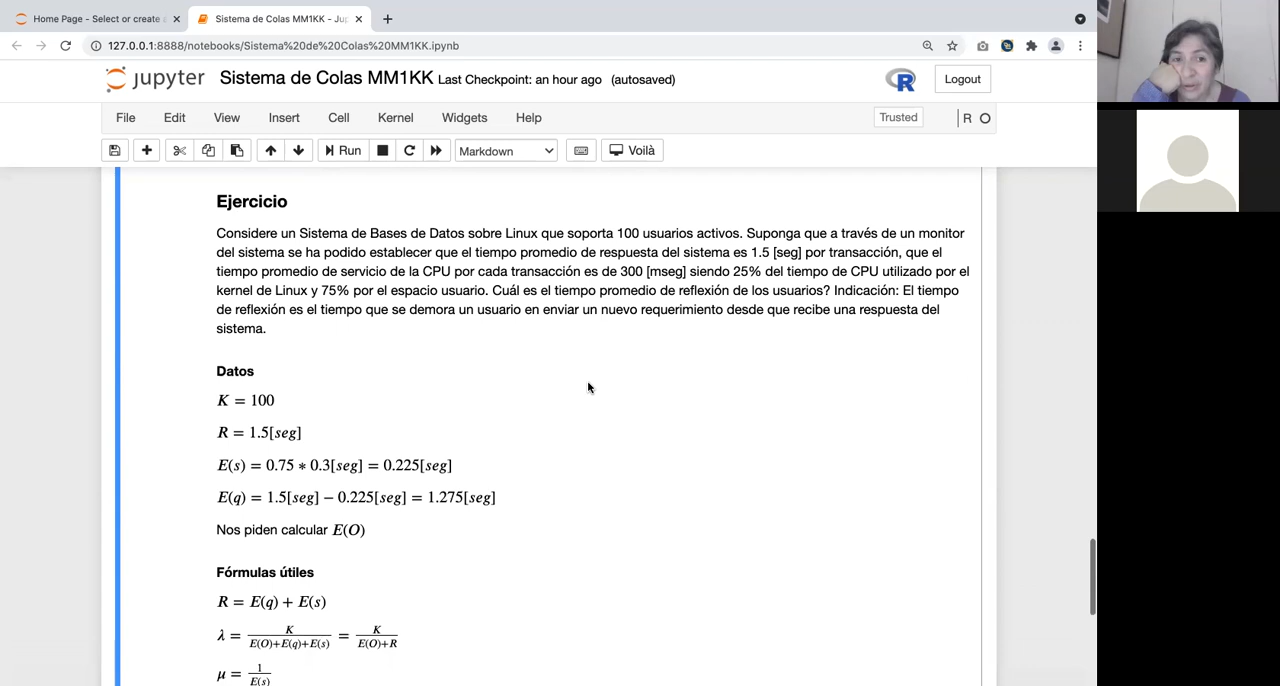 Home Page - Select or create a
Sistema de Colas MM1KK - Jup
127.0.0.1:8888/notebooks/Sistema%20de%20Colas%20MM1KK.ipynb
jupyter Sistema de Colas MM1KK Last Checkpoint: an hour ago (autosaved)
Logout
File Edit View Insert Cell Kernel Widgets Help
Trusted
R
Run
Markdown
Voilà
Ejercicio
Considere un Sistema de Bases de Datos sobre Linux que soporta 100 usuarios activos. Suponga que a través de un monitor
del sistema se ha podido establecer que el tiempo promedio de respuesta del sistema es 1.5 [seg] por transacción, que el
tiempo promedio de servicio de la CPU por cada transacción es de 300 [mseg] siendo 25% del tiempo de CPU utilizado por el
kernel de Linux y 75% por el espacio usuario. Cuál es el tiempo promedio de reflexión de los usuarios? Indicación: El tiempo
de reflexión es el tiempo que se demora un usuario en enviar un nuevo requerimiento desde que recibe una respuesta del
sistema.
Datos
K = 100
R = 1.5[seg]
E(s) = 0.75 ∗ 0.3[seg] = 0.225[seg]
E(q) = 1.5[seg] − 0.225[seg] = 1.275[seg]
Nos piden calcular E(O)
Fórmulas útiles
R = E(q) + E(s)
λ = K / E(O)+E(q)+E(s) = K / E(O)+R
μ = 1 / E(s)